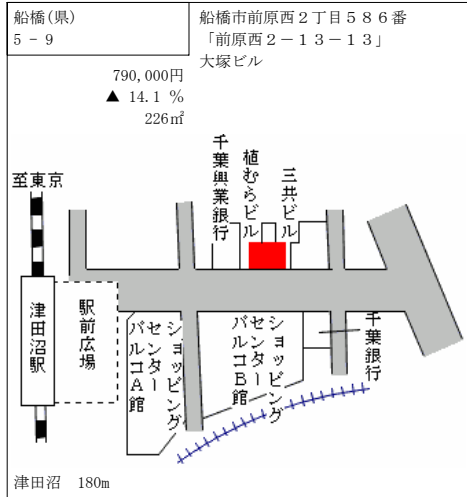 船橋(県)
5 - 9
船橋市前原西２丁目５８６番
「前原西２－１３－１３」
大塚ビル
790,000円
▲ 14.1 %
226㎡
至東京
千葉興業銀行
植むらビル
三共ビル
津田沼駅
駅前広場
ショッピング
センター
パルコA館
ショッピング
センター
パルコB館
千葉銀行
津田沼　180m